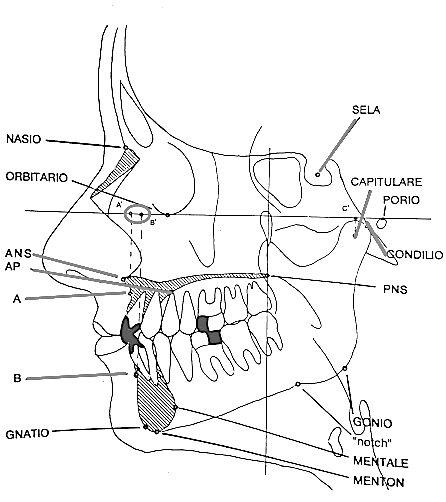 SELA
NASIO
ORBITARIO
CAPITULARE
PORIO
A'
B'
C'
CONDILIO
ANS
AP
PNS
A
B
GNATIO
GONIO
"notch"
MENTALE
MENTON